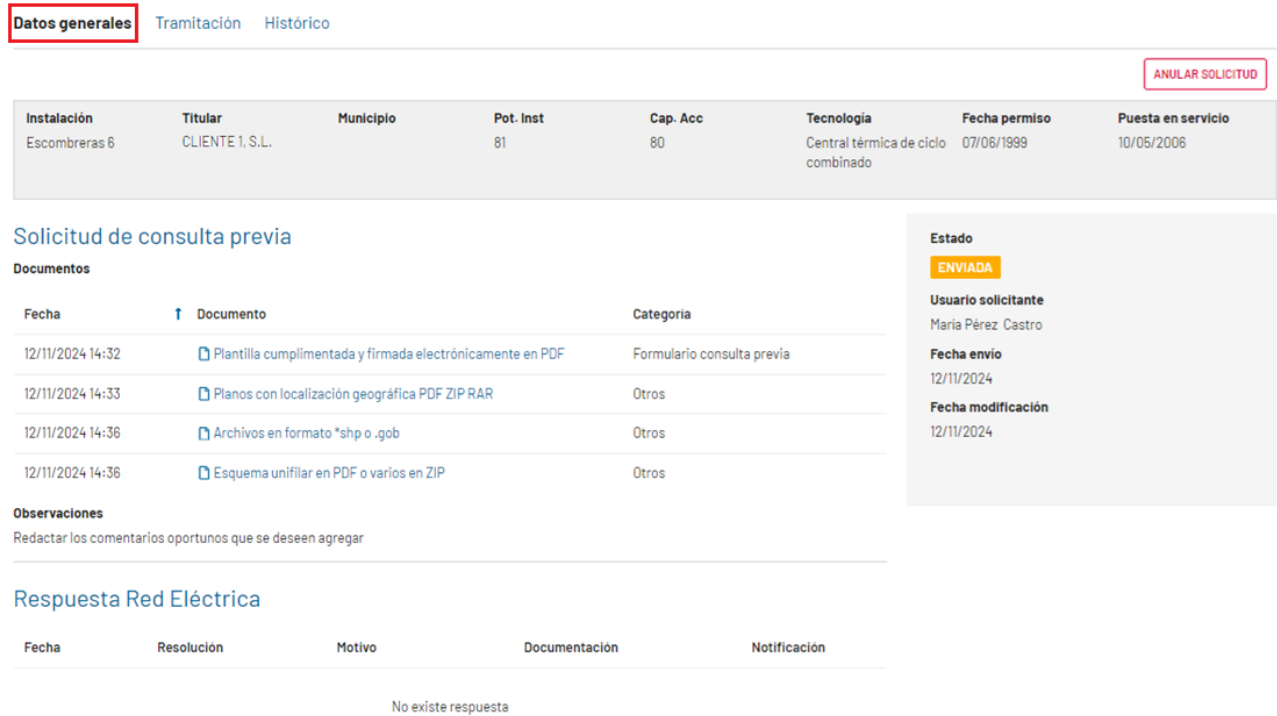 Datos generales Tramitación Histórico
ANULAR SOLICITUD
Instalación Titular Municipio Pot. Inst Cap. Acc Tecnología Fecha permiso Puesta en servicio
Escombreras 6 CLIENTE 1, S.L. 81 80 Central térmica de ciclo 07/06/1999 10/05/2006
combinado
Solicitud de consulta previa
Documentos
Fecha ↑ Documento Categoría
12/11/2024 14:32 Plantilla cumplimentada y firmada electrónicamente en PDF Formulario consulta previa
12/11/2024 14:33 Planos con localización geográfica PDF ZIP RAR Otros
12/11/2024 14:36 Archivos en formato *shp o .gob Otros
12/11/2024 14:36 Esquema unifilar en PDF o varios en ZIP Otros
Observaciones
Redactar los comentarios oportunos que se deseen agregar
Estado
ENVIADA
Usuario solicitante
María Pérez Castro
Fecha envío
12/11/2024
Fecha modificación
12/11/2024
Respuesta Red Eléctrica
Fecha Resolución Motivo Documentación Notificación
No existe respuesta